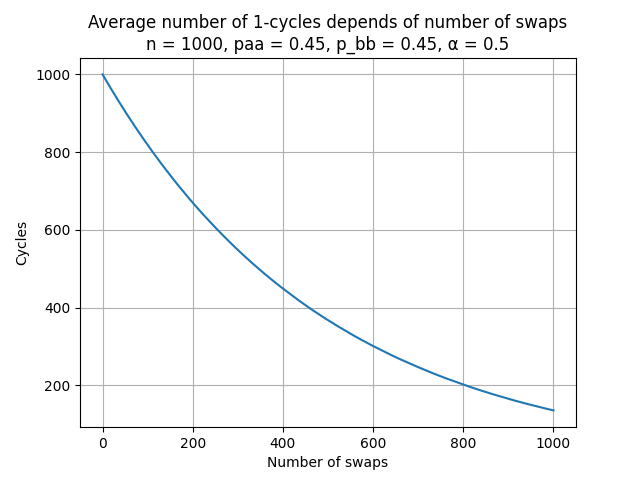 Average number of 1-cycles depends of number of swaps
n = 1000, paa = 0.45, p_bb = 0.45, α = 0.5
1000
800
600
400
200
Cycles
0 200 400 600 800 1000
Number of swaps